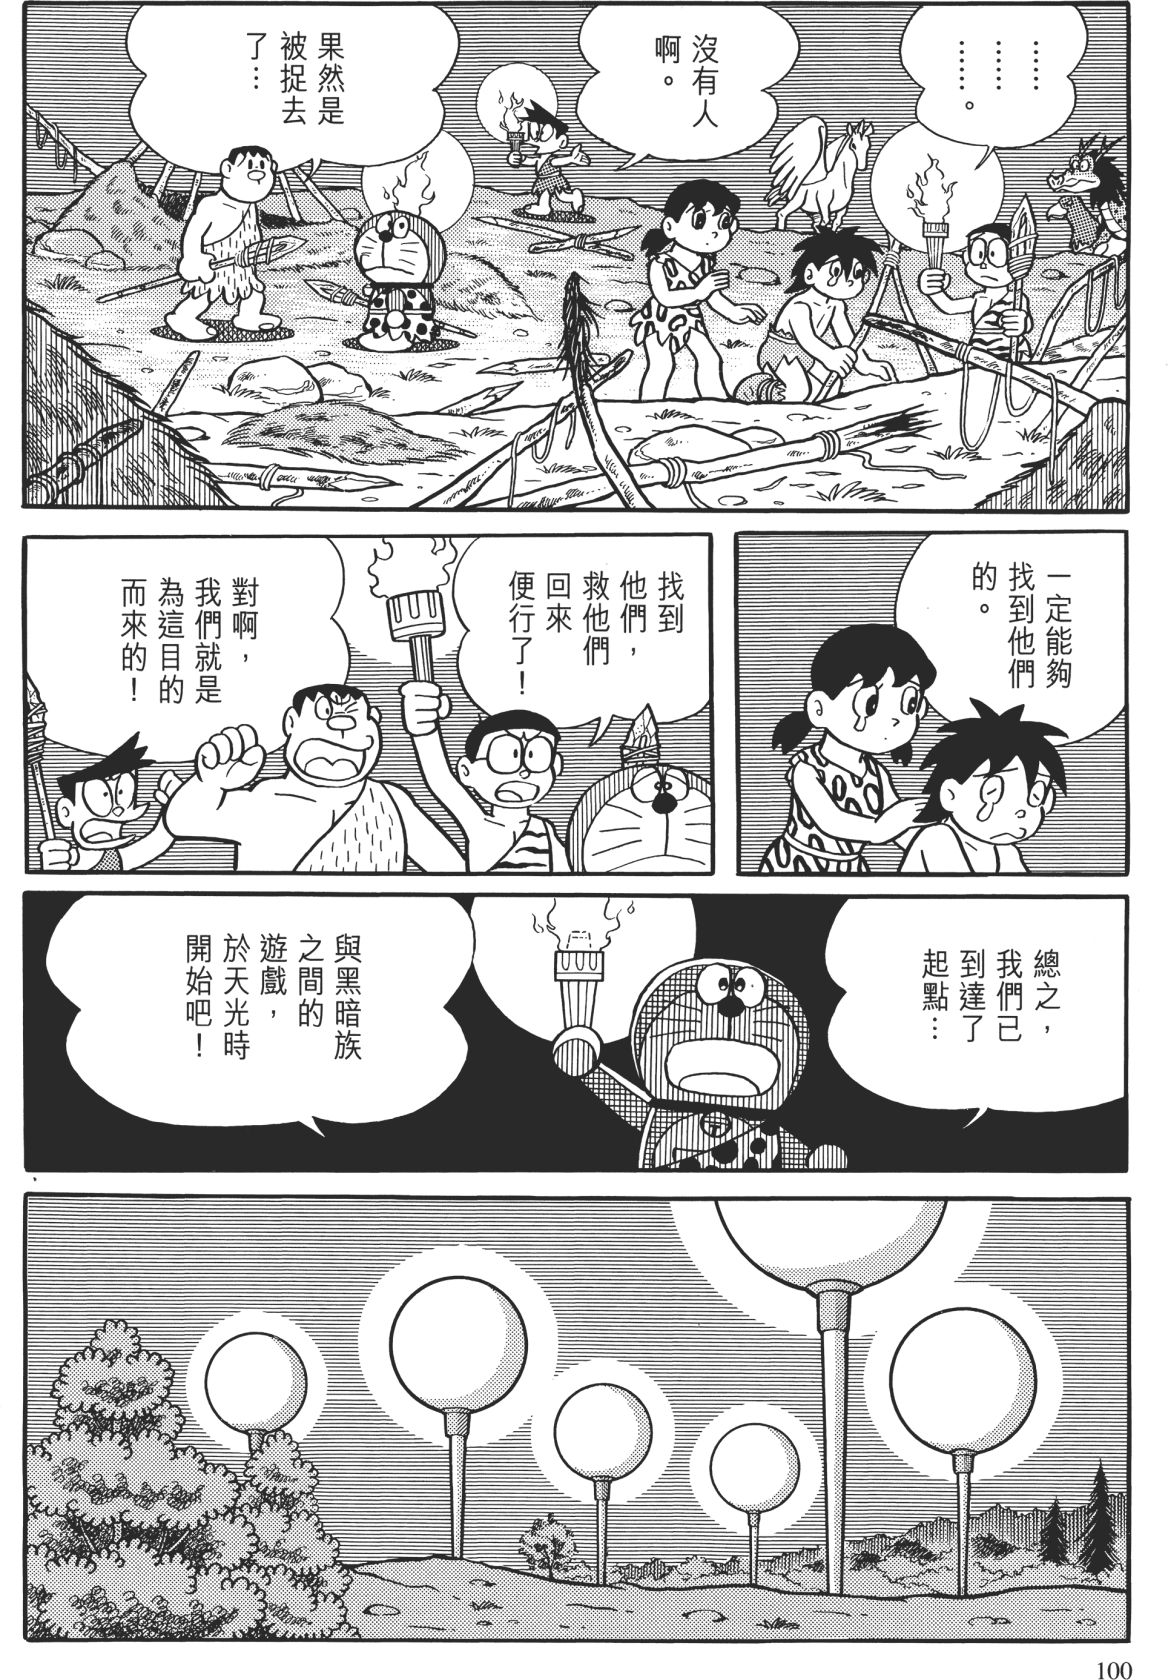 ………
………。
沒有人
啊。
果然是
被捉去
了…
一定能夠
找到他們
的。
找到
他們，
救他們
回來
便行了！
對啊，
我們就是
為這目的
而來的！
總之，
我們已
到達了
起點…
與黑暗族
之間的
遊戲，
於天光時
開始吧！
100